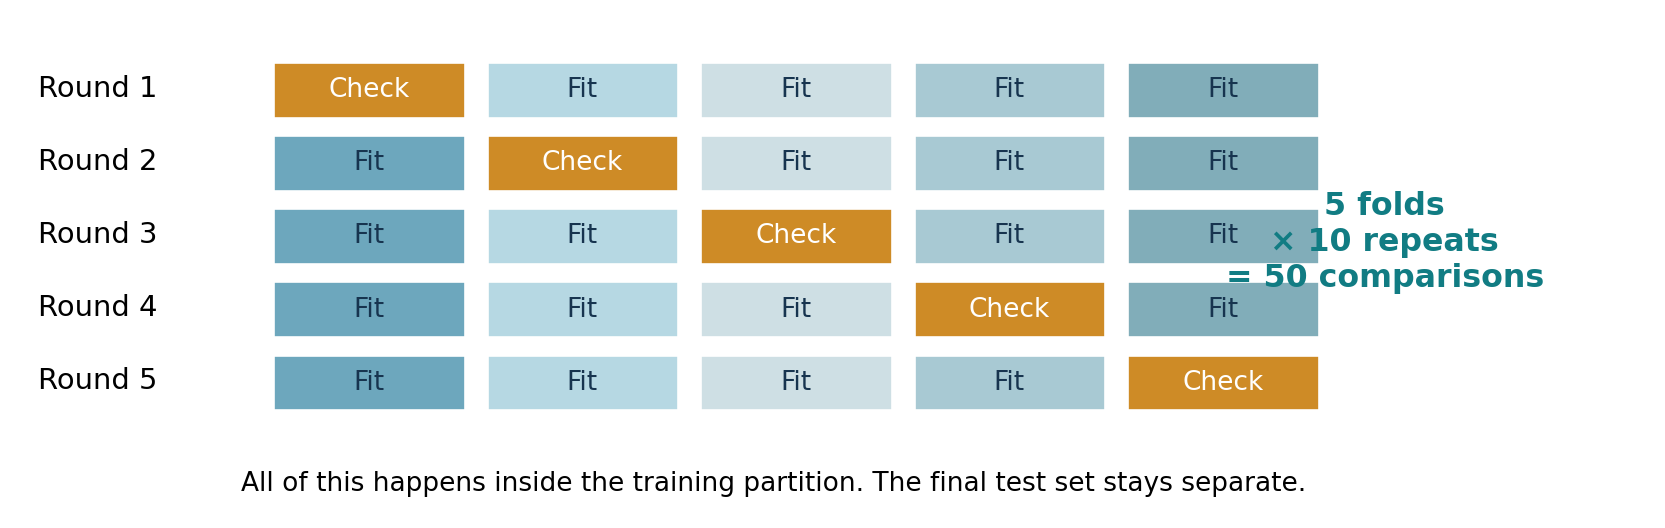 Round 1 Check Fit Fit Fit Fit
Round 2 Fit Check Fit Fit Fit
Round 3 Fit Fit Check Fit Fit
Round 4 Fit Fit Fit Check Fit
Round 5 Fit Fit Fit Fit Check
5 folds
× 10 repeats
= 50 comparisons
All of this happens inside the training partition. The final test set stays separate.